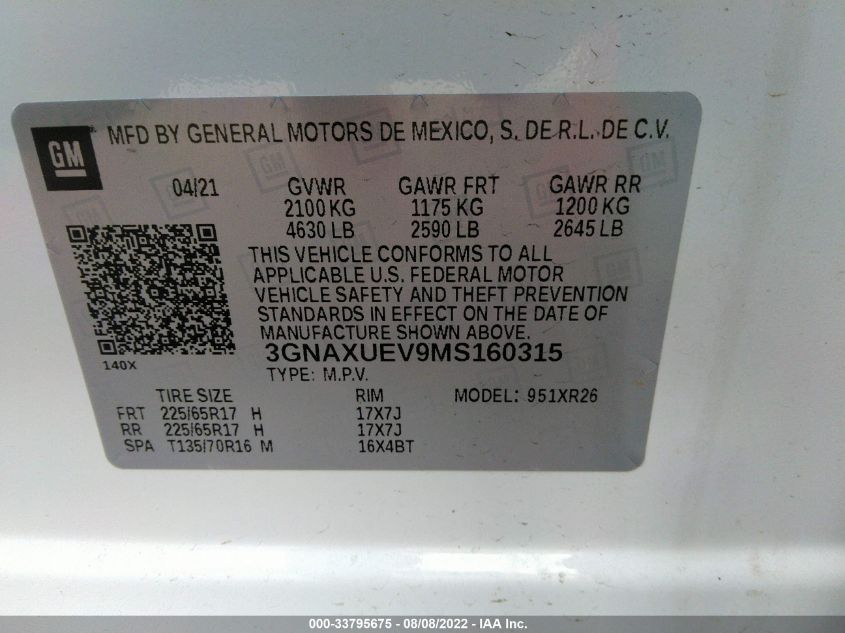 GM
MFD BY GENERAL MOTORS DE MEXICO, S. DE R.L. DE C.V.
04/21 GVWR GAWR FRT GAWR RR
2100 KG 1175 KG 1200 KG
4630 LB 2590 LB 2645 LB
THIS VEHICLE CONFORMS TO ALL
APPLICABLE U.S. FEDERAL MOTOR
VEHICLE SAFETY AND THEFT PREVENTION
STANDARDS IN EFFECT ON THE DATE OF
MANUFACTURE SHOWN ABOVE.
3GNAXUEV9MS160315
140X
TYPE: M.P.V.
TIRE SIZE RIM MODEL: 951XR26
FRT 225/65R17 H 17X7J
RR 225/65R17 H 17X7J
SPA T135/70R16 M 16X4BT
000-33795675 - 08/08/2022 - IAA Inc.